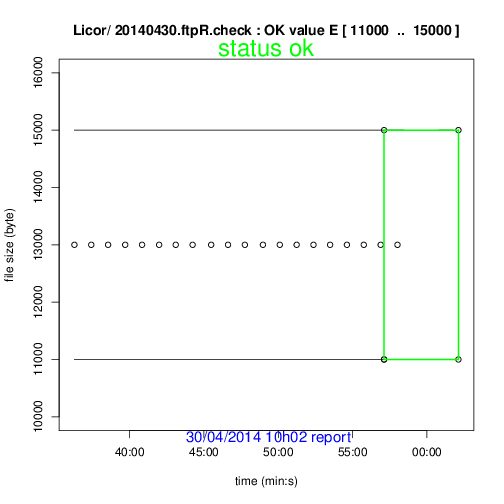 Licor/ 20140430.ftpR.check : OK value E [ 11000 .. 15000 ]
status ok
16000
15000
14000
13000
12000
11000
10000
file size (byte)
30/04/2014 10h02 report
40:00 45:00 50:00 55:00 00:00
time (min:s)